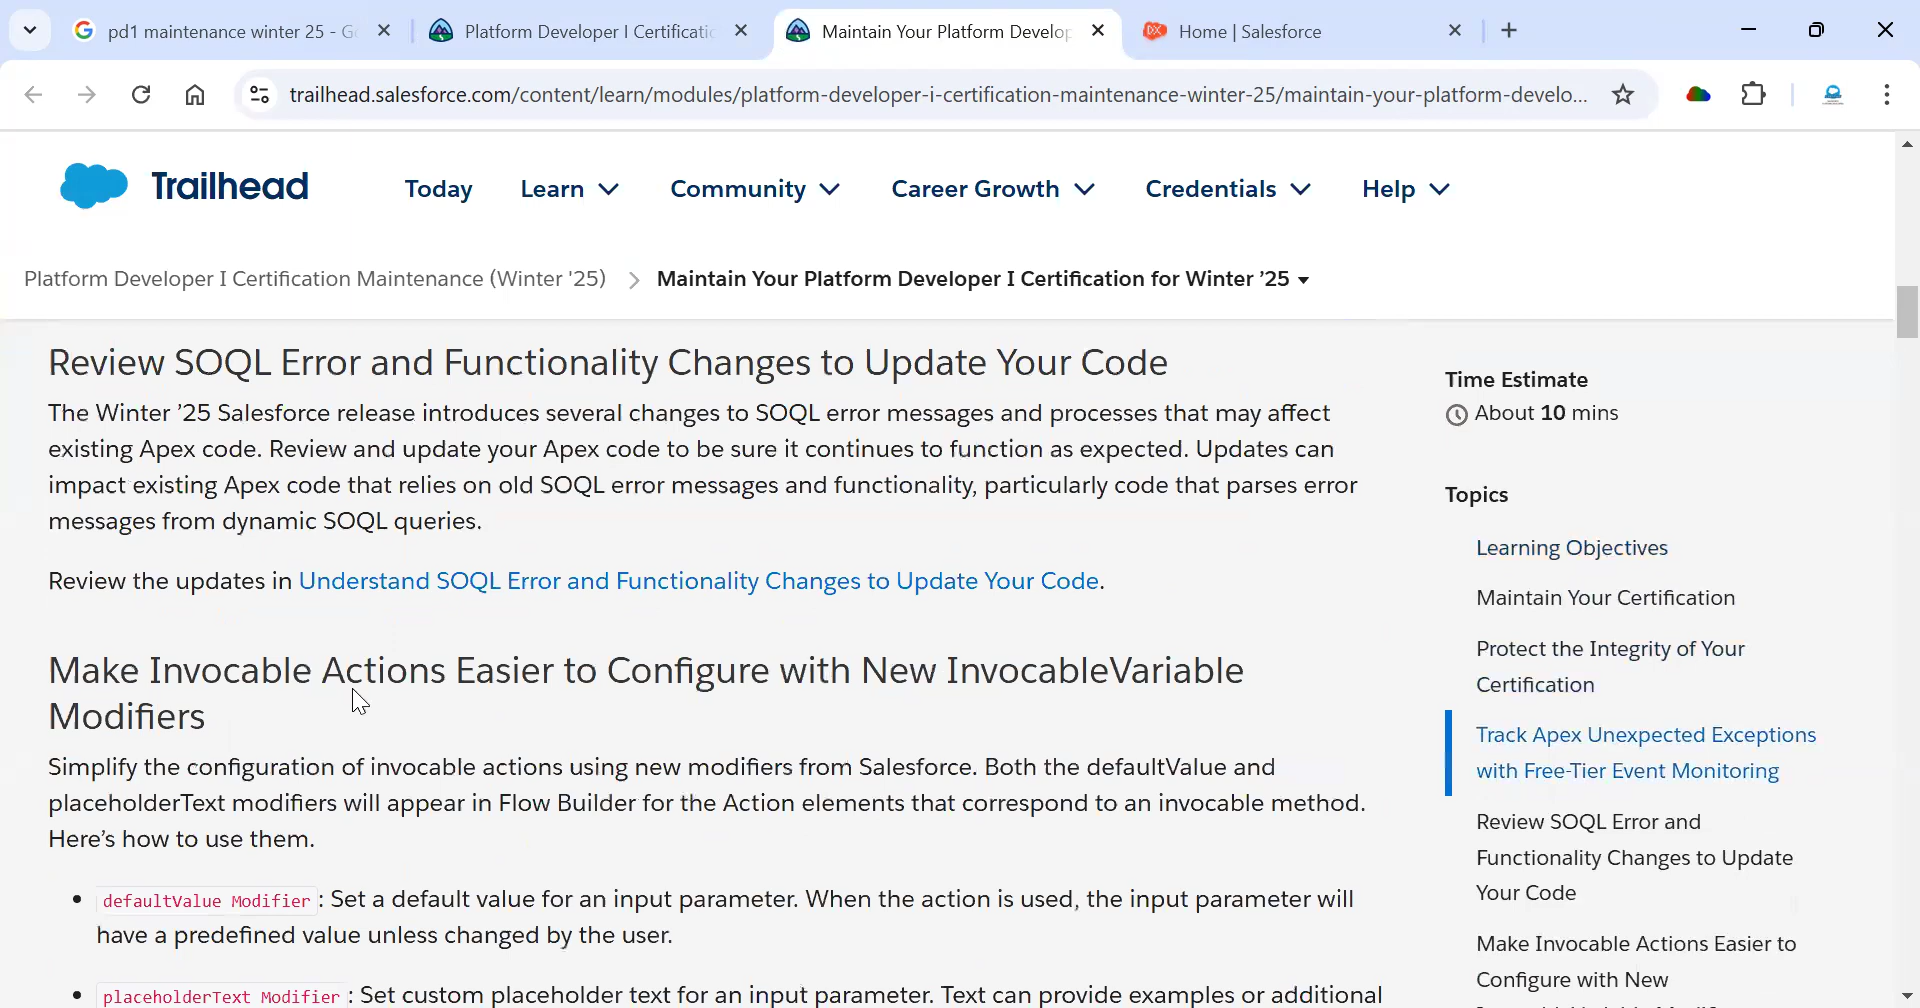 pd1 maintenance winter 25 - G
Platform Developer I Certificati
Maintain Your Platform Develop
Home | Salesforce
trailhead.salesforce.com/content/learn/modules/platform-developer-i-certification-maintenance-winter-25/maintain-your-platform-develo...
Trailhead
Today
Learn
Community
Career Growth
Credentials
Help
Platform Developer I Certification Maintenance (Winter '25)
Maintain Your Platform Developer I Certification for Winter ’25
Review SOQL Error and Functionality Changes to Update Your Code
The Winter ’25 Salesforce release introduces several changes to SOQL error messages and processes that may affect
existing Apex code. Review and update your Apex code to be sure it continues to function as expected. Updates can
impact existing Apex code that relies on old SOQL error messages and functionality, particularly code that parses error
messages from dynamic SOQL queries.
Review the updates in Understand SOQL Error and Functionality Changes to Update Your Code.
Make Invocable Actions Easier to Configure with New InvocableVariable
Modifiers
Simplify the configuration of invocable actions using new modifiers from Salesforce. Both the defaultValue and
placeholderText modifiers will appear in Flow Builder for the Action elements that correspond to an invocable method.
Here’s how to use them.
• defaultValue Modifier: Set a default value for an input parameter. When the action is used, the input parameter will
have a predefined value unless changed by the user.
• placeholderText Modifier: Set custom placeholder text for an input parameter. Text can provide examples or additional
Time Estimate
About 10 mins
Topics
Learning Objectives
Maintain Your Certification
Protect the Integrity of Your
Certification
Track Apex Unexpected Exceptions
with Free-Tier Event Monitoring
Review SOQL Error and
Functionality Changes to Update
Your Code
Make Invocable Actions Easier to
Configure with New